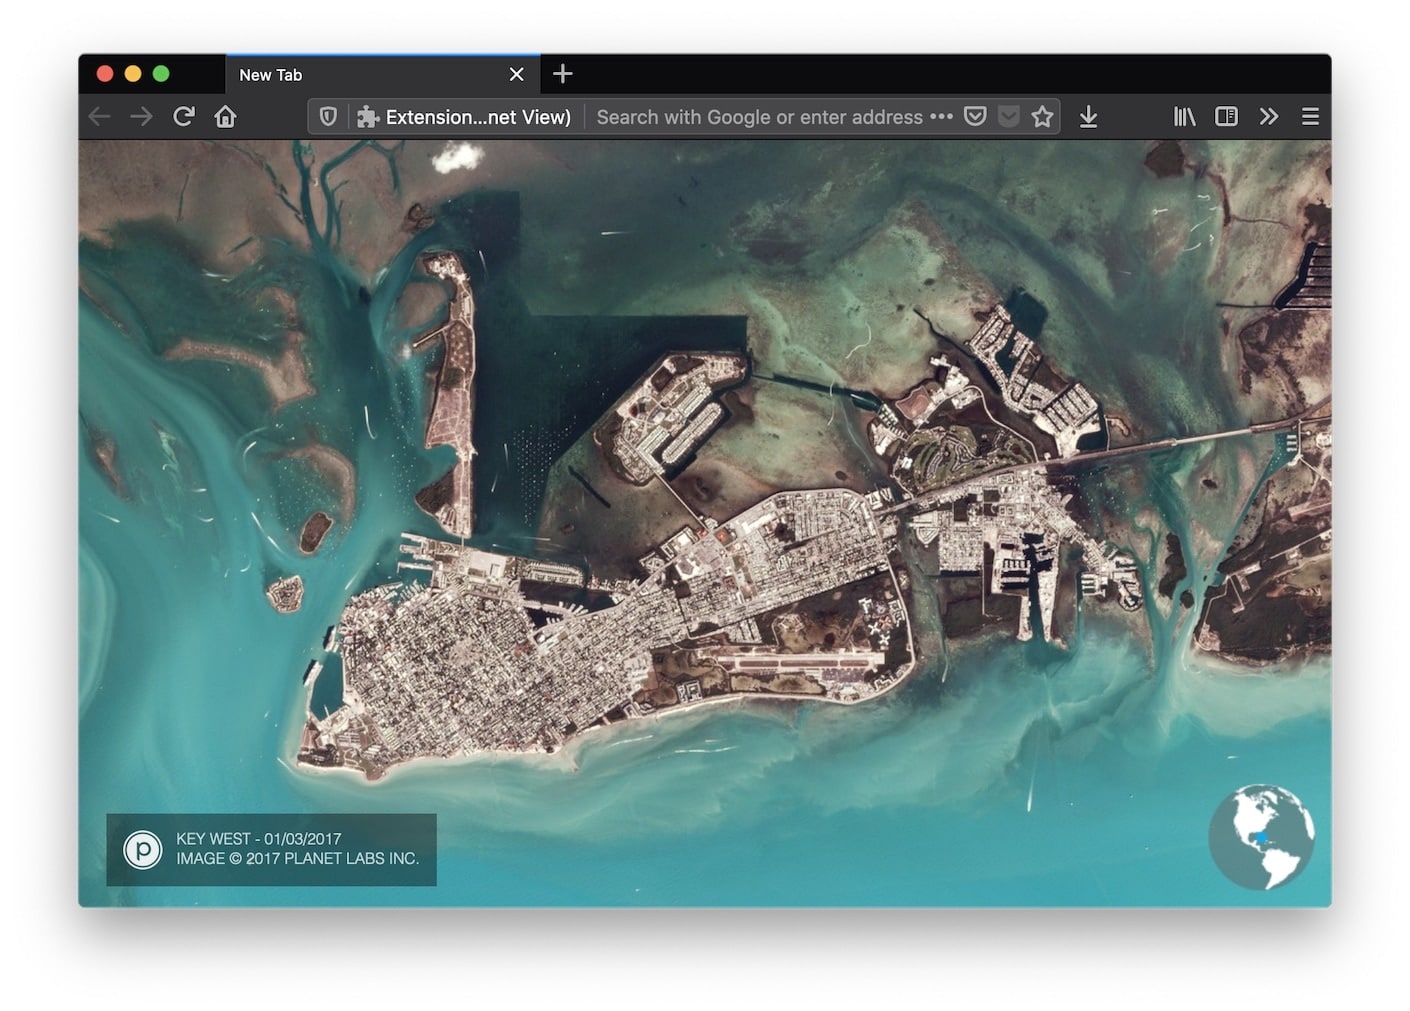 New Tab
Extension...net View) Search with Google or enter address
p KEY WEST - 01/03/2017
IMAGE © 2017 PLANET LABS INC.